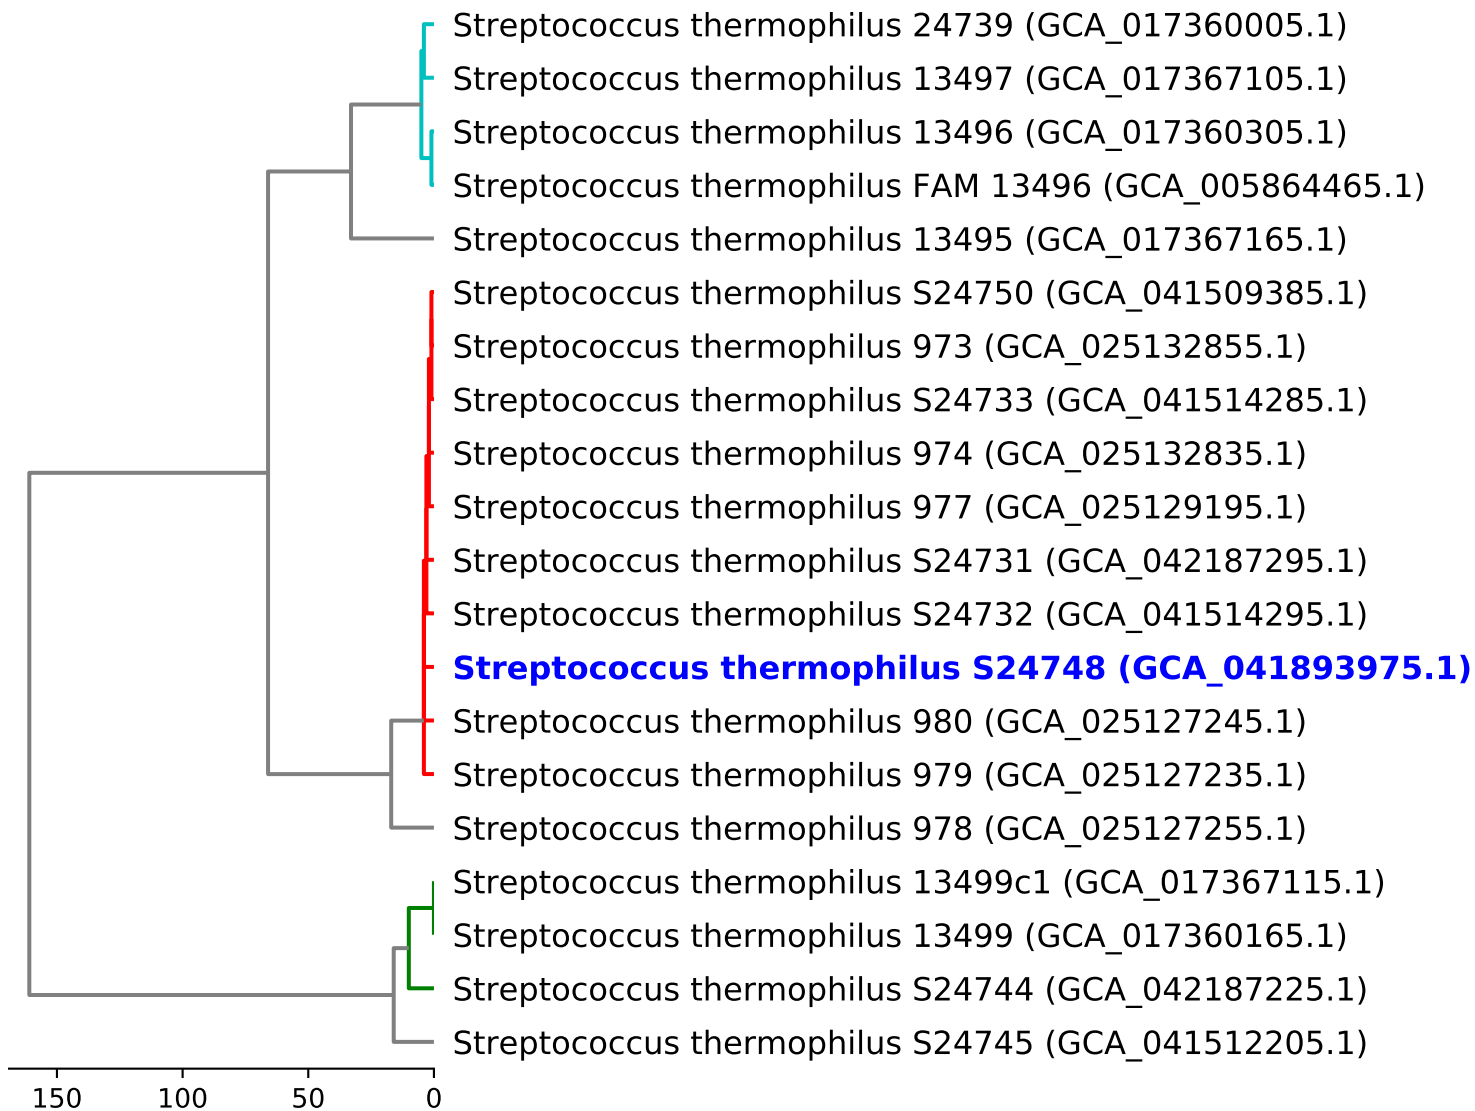 Streptococcus thermophilus 24739 (GCA_017360005.1)
Streptococcus thermophilus 13497 (GCA_017367105.1)
Streptococcus thermophilus 13496 (GCA_017360305.1)
Streptococcus thermophilus FAM 13496 (GCA_005864465.1)
Streptococcus thermophilus 13495 (GCA_017367165.1)
Streptococcus thermophilus S24750 (GCA_041509385.1)
Streptococcus thermophilus 973 (GCA_025132855.1)
Streptococcus thermophilus S24733 (GCA_041514285.1)
Streptococcus thermophilus 974 (GCA_025132835.1)
Streptococcus thermophilus 977 (GCA_025129195.1)
Streptococcus thermophilus S24731 (GCA_042187295.1)
Streptococcus thermophilus S24732 (GCA_041514295.1)
Streptococcus thermophilus S24748 (GCA_041893975.1)
Streptococcus thermophilus 980 (GCA_025127245.1)
Streptococcus thermophilus 979 (GCA_025127235.1)
Streptococcus thermophilus 978 (GCA_025127255.1)
Streptococcus thermophilus 13499c1 (GCA_017367115.1)
Streptococcus thermophilus 13499 (GCA_017360165.1)
Streptococcus thermophilus S24744 (GCA_042187225.1)
Streptococcus thermophilus S24745 (GCA_041512205.1)
150 100 50 0